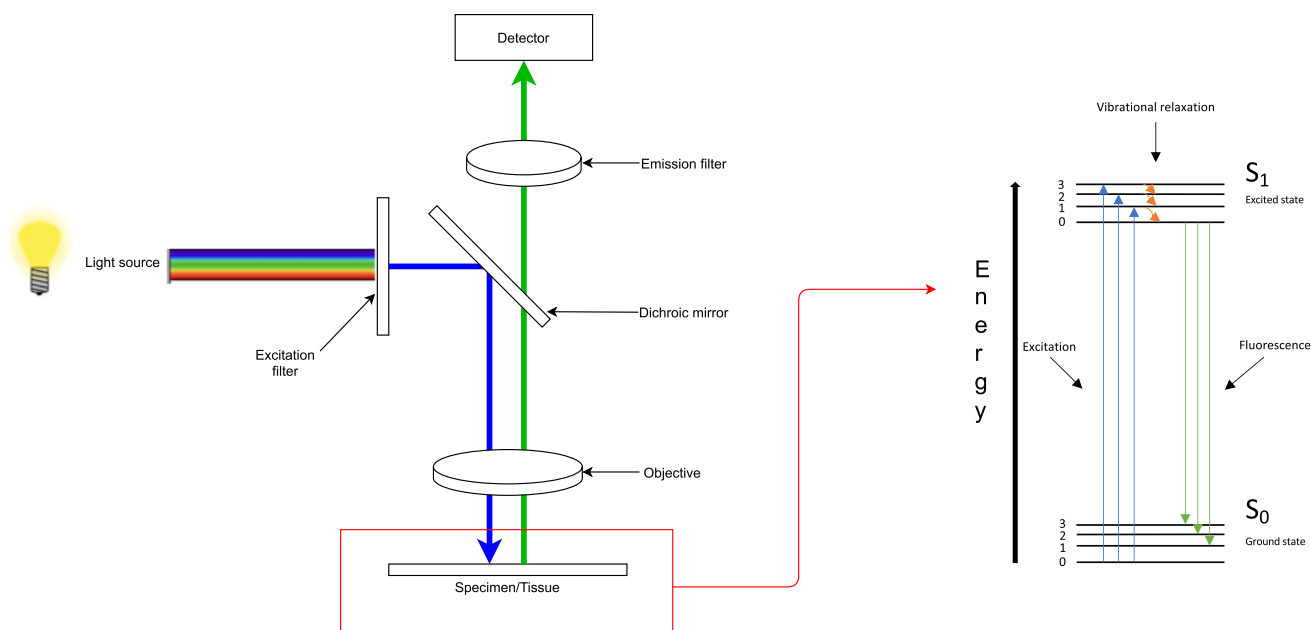 Detector
Emission filter
Light source
Excitation
filter
Dichroic mirror
Objective
Specimen/Tissue
Vibrational relaxation
S₁
Excited state
3
2
1
0
E
n
e
r
g
y
Excitation
Fluorescence
S₀
Ground state
3
2
1
0